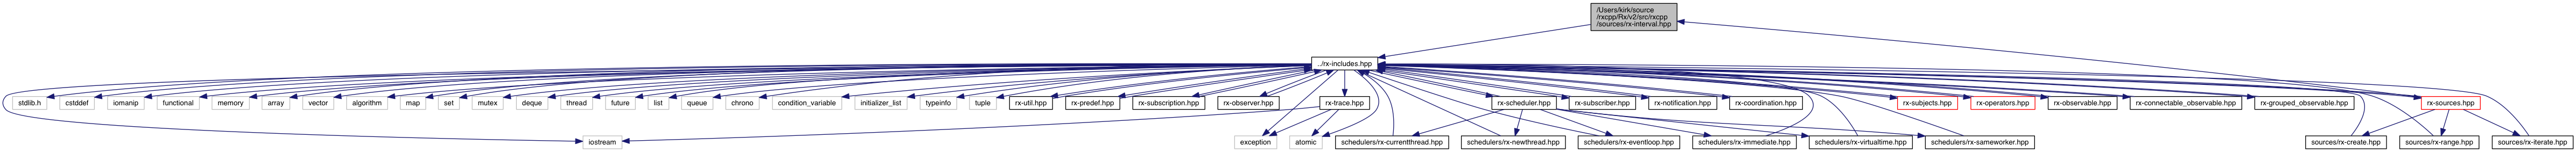 /Users/kirk/source
/rxcpp/Rx/v2/src/rxcpp
/sources/rx-interval.hpp
../rx-includes.hpp
stdlib.h
cstddef
iomanip
functional
memory
array
vector
algorithm
map
set
mutex
deque
thread
future
list
queue
chrono
condition_variable
initializer_list
typeinfo
tuple
rx-util.hpp
rx-predef.hpp
rx-subscription.hpp
rx-observer.hpp
rx-trace.hpp
rx-scheduler.hpp
rx-subscriber.hpp
rx-notification.hpp
rx-coordination.hpp
rx-subjects.hpp
rx-operators.hpp
rx-observable.hpp
rx-connectable_observable.hpp
rx-grouped_observable.hpp
rx-sources.hpp
iostream
exception
atomic
schedulers/rx-currentthread.hpp
schedulers/rx-newthread.hpp
schedulers/rx-eventloop.hpp
schedulers/rx-immediate.hpp
schedulers/rx-virtualtime.hpp
schedulers/rx-sameworker.hpp
sources/rx-create.hpp
sources/rx-range.hpp
sources/rx-iterate.hpp